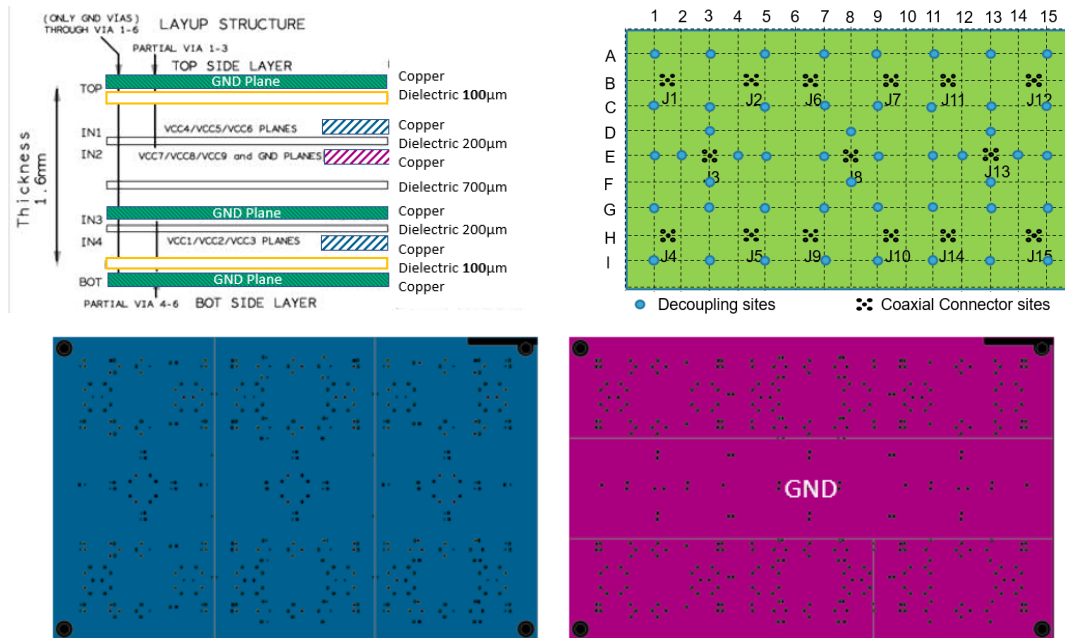 (ONLY GND VIAS)
THROUGH VIA 1-6
LAYUP STRUCTURE
PARTIAL VIA 1-3
TOP SIDE LAYER
TOP
GND Plane
Copper
Dielectric 100μm
IN1
VCC4/VCC5/VCC6 PLANES
Copper
Dielectric 200μm
IN2
VCC7/VCC8/VCC9 and GND PLANES
Copper
Thickness
1.6mm
Dielectric 700μm
IN3
GND Plane
Copper
Dielectric 200μm
IN4
VCC1/VCC2/VCC3 PLANES
Copper
Dielectric 100μm
BOT
GND Plane
Copper
PARTIAL VIA 4-6
BOT SIDE LAYER
1 2 3 4 5 6 7 8 9 10 11 12 13 14 15
A
B
J1 J2 J6 J7 J11 J12
C
D
E
J3 J8 J13
F
G
H
J4 J5 J9 J10 J14 J15
I
Decoupling sites
Coaxial Connector sites
GND